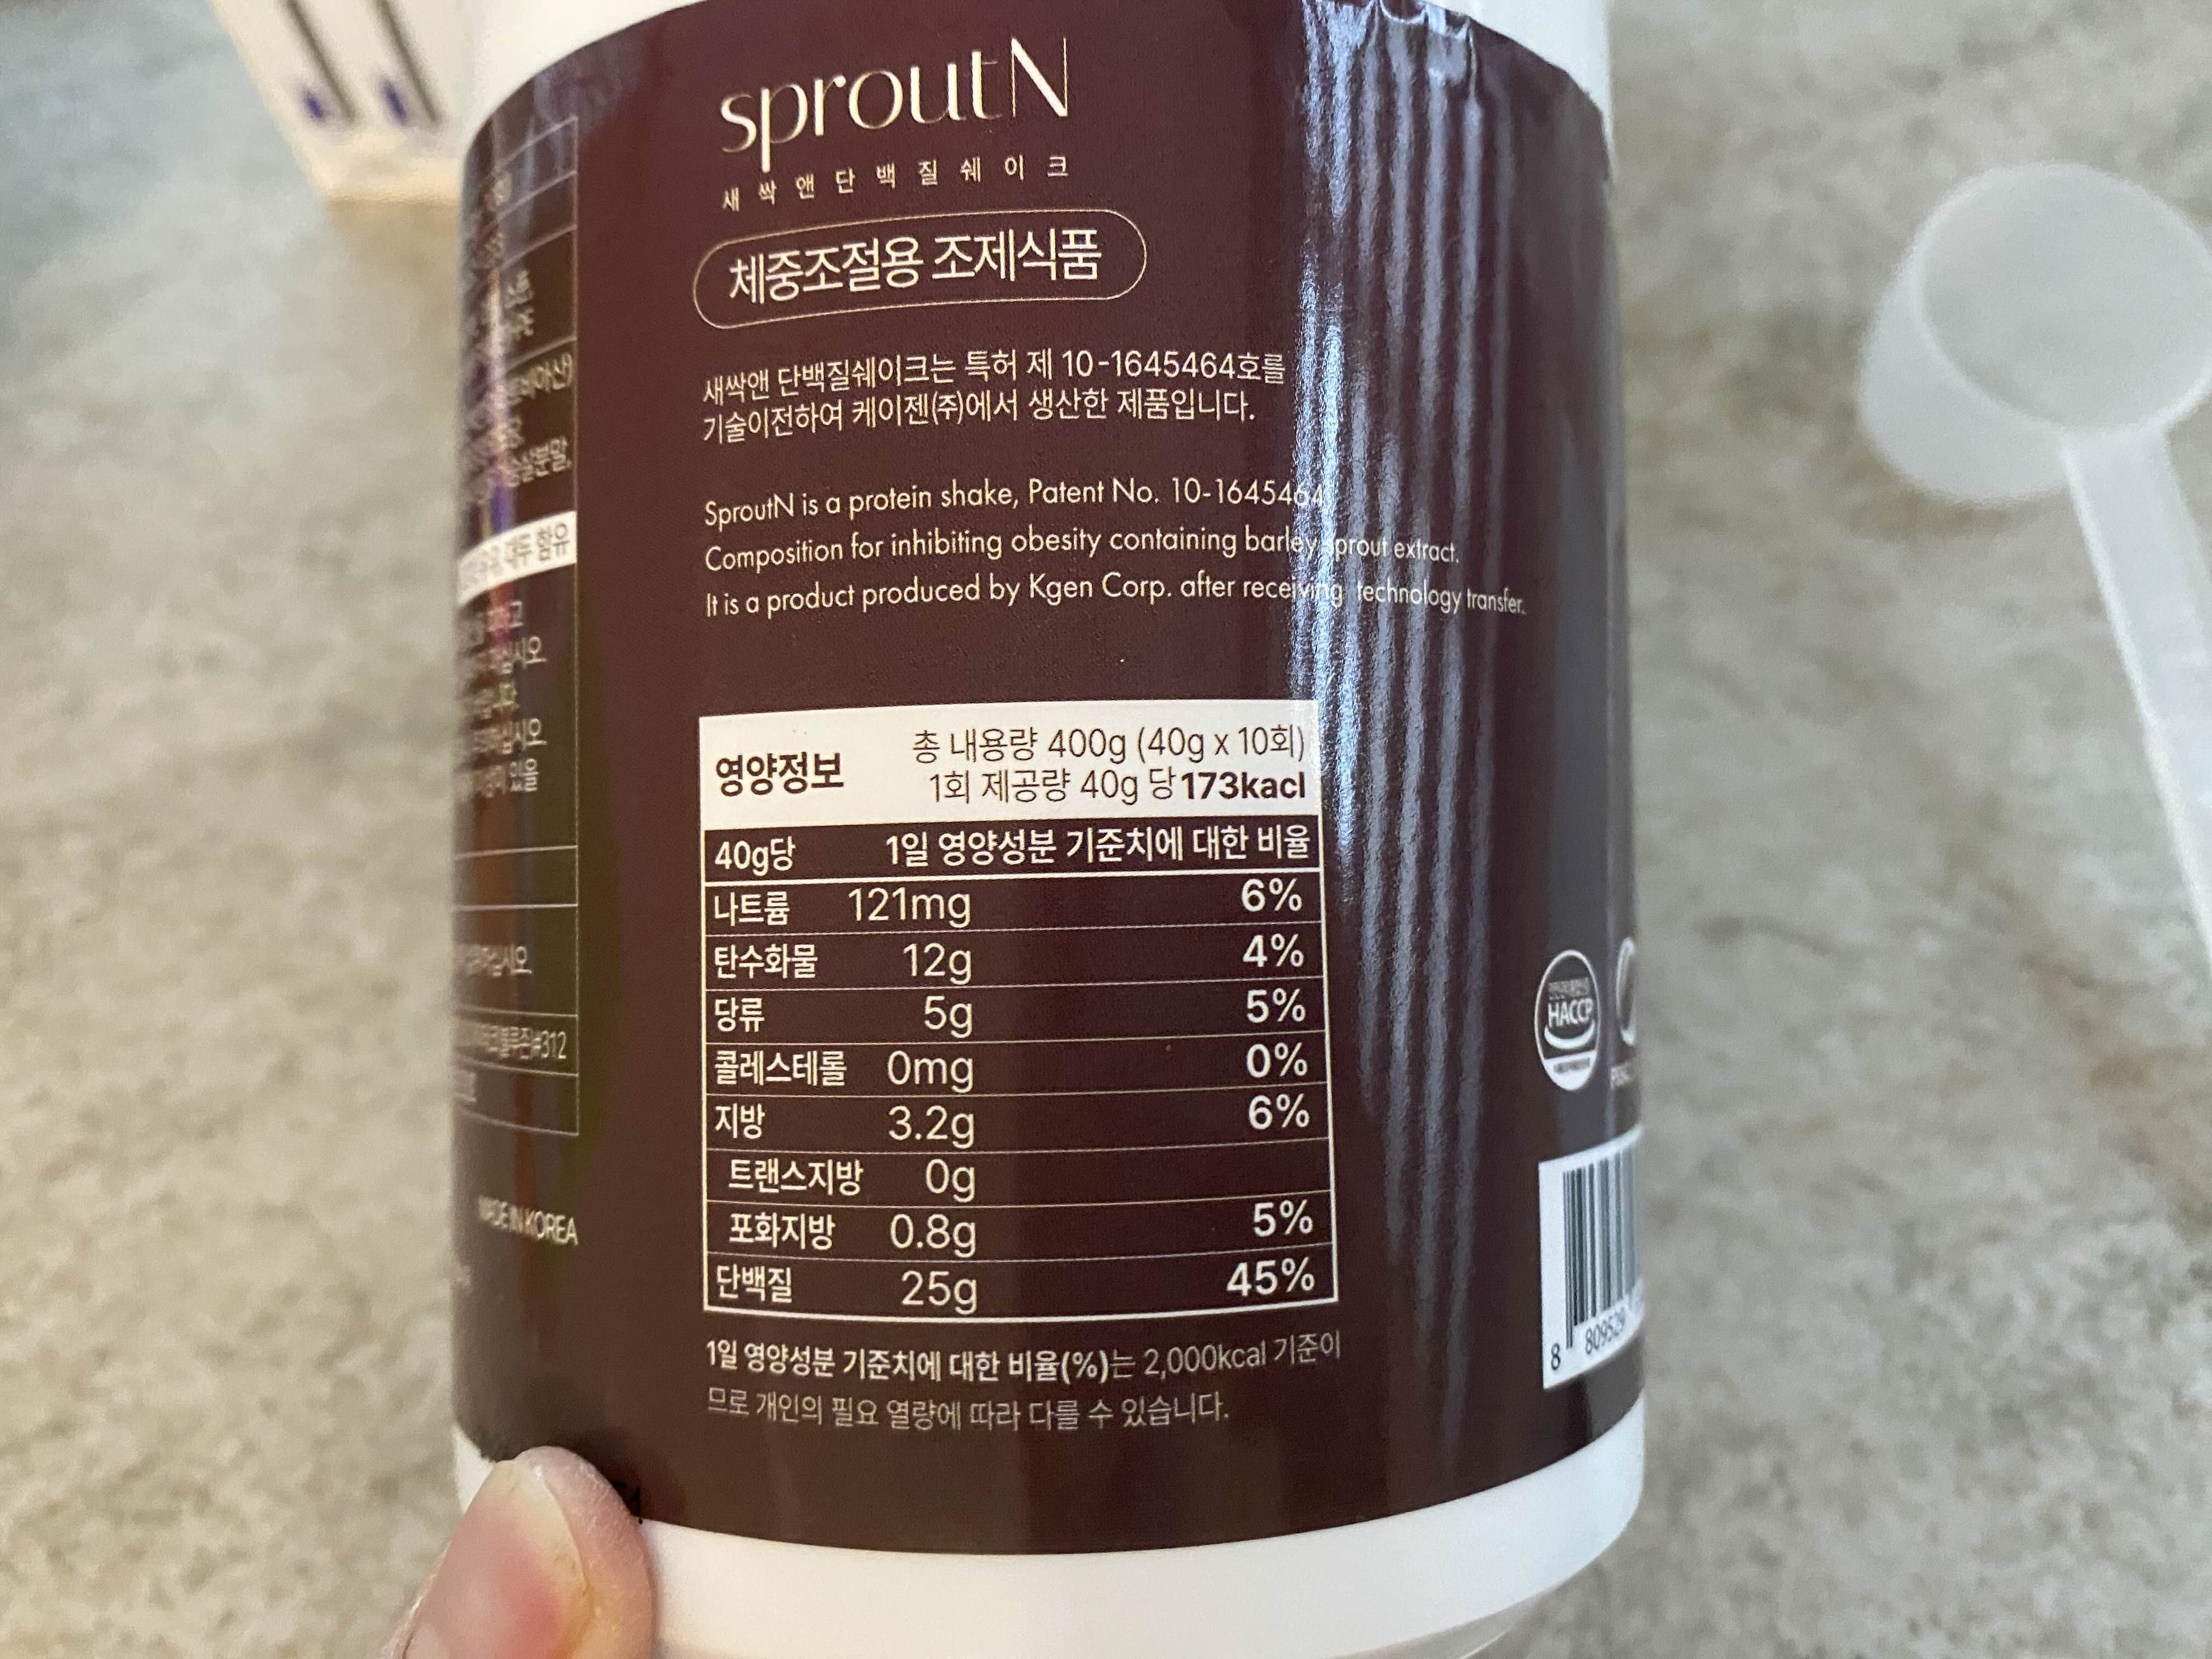 sproutN
새싹앤단백질쉐이크
체중조절용 조제식품
새싹앤 단백질쉐이크는 특허 제 10-1645464호를
기술이전하여 케이젠(주)에서 생산한 제품입니다.
SproutN is a protein shake, Patent No. 10-1645464
Composition for inhibiting obesity containing barley sprout extract.
It is a product produced by Kgen Corp. after receiving technology transfer.
영양정보
총 내용량 400g (40g x 10회)
1회 제공량 40g 당 173kacl
40g당 1일 영양성분 기준치에 대한 비율
나트륨 121mg 6%
탄수화물 12g 4%
당류 5g 5%
콜레스테롤 0mg 0%
지방 3.2g 6%
트랜스지방 0g
포화지방 0.8g 5%
단백질 25g 45%
1일 영양성분 기준치에 대한 비율(%)는 2,000kcal 기준이
므로 개인의 필요 열량에 따라 다를 수 있습니다.
대두 함유
있을
#312
MADE IN KOREA
HACCP
8 809529